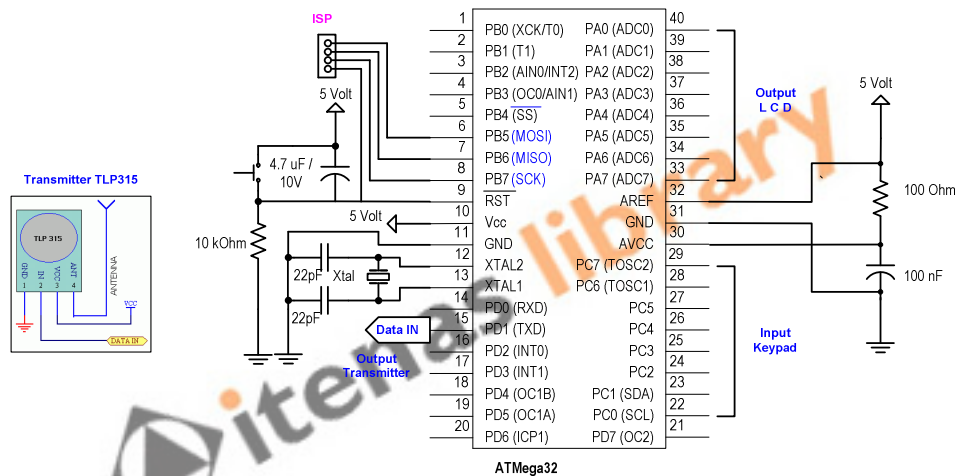 ISP
5 Volt
4.7 uF /
10V
10 kOhm
5 Volt
22pF
Xtal
22pF
Data IN
Output
Transmitter
Transmitter TLP315
TLP 315
GND
IN
VCC
ANT
1
2
3
4
ANTENNA
VCC
DATA IN
1
PB0 (XCK/T0)
2
PB1 (T1)
3
PB2 (AIN0/INT2)
4
PB3 (OC0/AIN1)
5
PB4 (SS)
6
PB5 (MOSI)
7
PB6 (MISO)
8
PB7 (SCK)
9
RST
10
Vcc
11
GND
12
XTAL2
13
XTAL1
14
PD0 (RXD)
15
PD1 (TXD)
16
PD2 (INT0)
17
PD3 (INT1)
18
PD4 (OC1B)
19
PD5 (OC1A)
20
PD6 (ICP1)
40
PA0 (ADC0)
39
PA1 (ADC1)
38
PA2 (ADC2)
37
PA3 (ADC3)
36
PA4 (ADC4)
35
PA5 (ADC5)
34
PA6 (ADC6)
33
PA7 (ADC7)
32
AREF
31
GND
30
AVCC
29
PC7 (TOSC2)
28
PC6 (TOSC1)
27
PC5
26
PC4
25
PC3
24
PC2
23
PC1 (SDA)
22
PC0 (SCL)
21
PD7 (OC2)
ATMega32
Output
L C D
Input
Keypad
5 Volt
100 Ohm
100 nF
itenas library